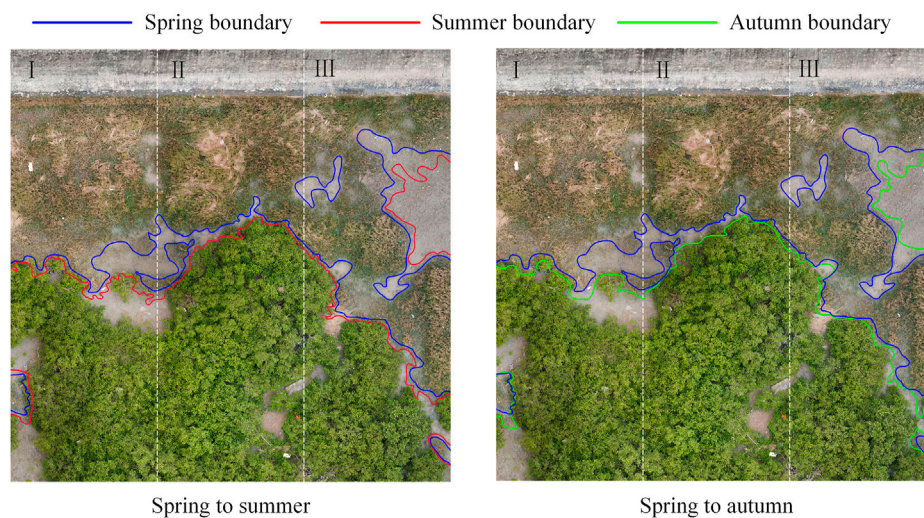 Spring boundary Summer boundary Autumn boundary
I II III I II III
Spring to summer Spring to autumn